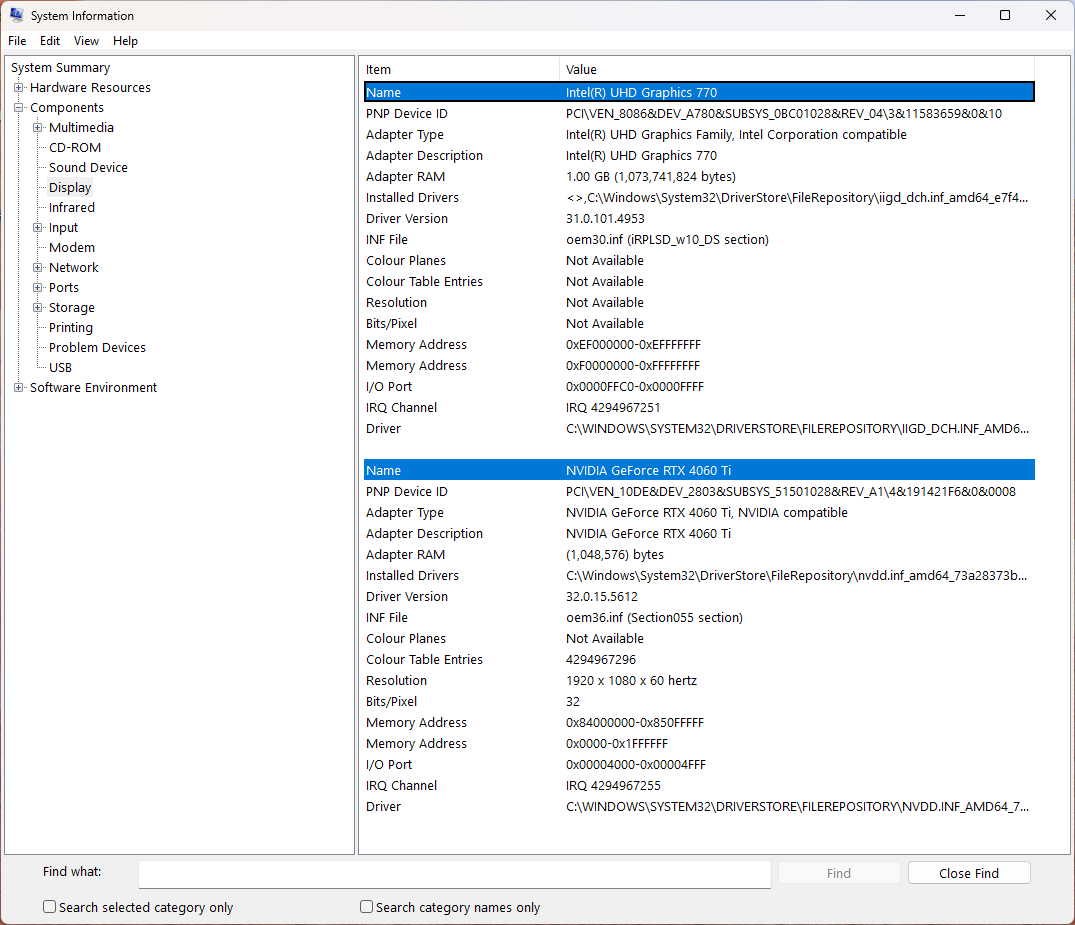 System Information
File Edit View Help
System Summary
Hardware Resources
Components
Multimedia
CD-ROM
Sound Device
Display
Infrared
Input
Modem
Network
Ports
Storage
Printing
Problem Devices
USB
Software Environment
Item Value
Name Intel(R) UHD Graphics 770
PNP Device ID PCI\VEN_8086&DEV_A780&SUBSYS_0BC01028&REV_04\3&11583659&0&10
Adapter Type Intel(R) UHD Graphics Family, Intel Corporation compatible
Adapter Description Intel(R) UHD Graphics 770
Adapter RAM 1.00 GB (1,073,741,824 bytes)
Installed Drivers <>,C:\Windows\System32\DriverStore\FileRepository\iigd_dch.inf_amd64_e7f4...
Driver Version 31.0.101.4953
INF File oem30.inf (iRPLSD_w10_DS section)
Colour Planes Not Available
Colour Table Entries Not Available
Resolution Not Available
Bits/Pixel Not Available
Memory Address 0xEF000000-0xEFFFFFFF
Memory Address 0xF0000000-0xFFFFFFFF
I/O Port 0x0000FFC0-0x0000FFFF
IRQ Channel IRQ 4294967251
Driver C:\WINDOWS\SYSTEM32\DRIVERSTORE\FILEREPOSITORY\IIGD_DCH.INF_AMD6...
Name NVIDIA GeForce RTX 4060 Ti
PNP Device ID PCI\VEN_10DE&DEV_2803&SUBSYS_51501028&REV_A1\4&191421F6&0&0008
Adapter Type NVIDIA GeForce RTX 4060 Ti, NVIDIA compatible
Adapter Description NVIDIA GeForce RTX 4060 Ti
Adapter RAM (1,048,576) bytes
Installed Drivers C:\Windows\System32\DriverStore\FileRepository\nvdd.inf_amd64_73a28373b...
Driver Version 32.0.15.5612
INF File oem36.inf (Section055 section)
Colour Planes Not Available
Colour Table Entries 4294967296
Resolution 1920 x 1080 x 60 hertz
Bits/Pixel 32
Memory Address 0x84000000-0x850FFFFF
Memory Address 0x0000-0x1FFFFFF
I/O Port 0x00004000-0x00004FFF
IRQ Channel IRQ 4294967255
Driver C:\WINDOWS\SYSTEM32\DRIVERSTORE\FILEREPOSITORY\NVDD.INF_AMD64_7...
Find what: Find Close Find
Search selected category only Search category names only